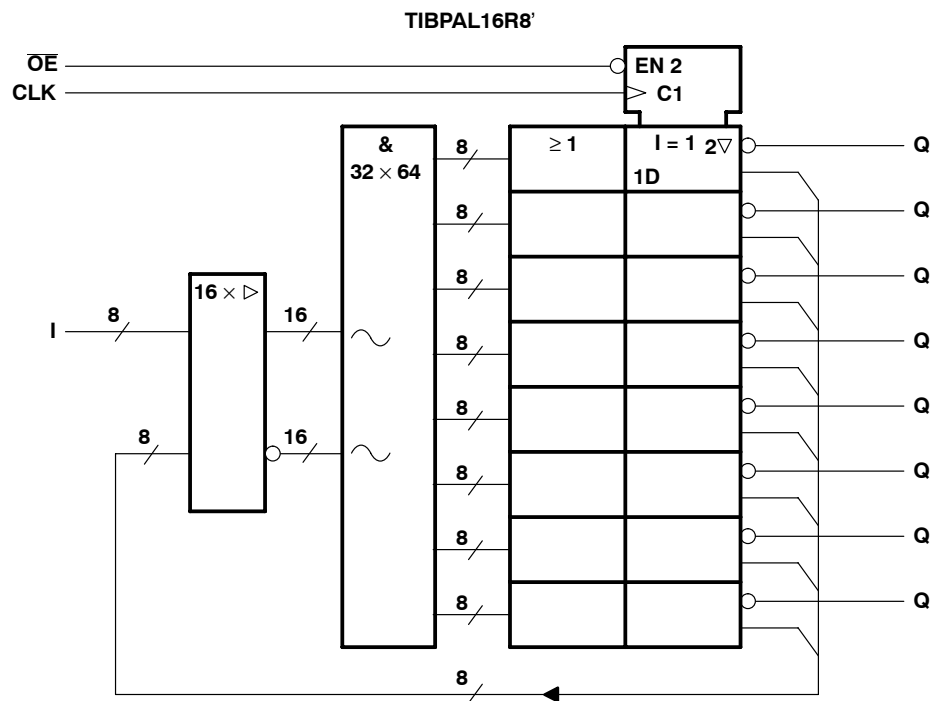 TIBPAL16R8’
OE
CLK
EN 2
C1
&
32 × 64
≥ 1
I = 1
2▽
1D
8
8
8
8
8
8
8
8
Q
Q
Q
Q
Q
Q
Q
Q
16 × ▷
I
8
16
8
16
8